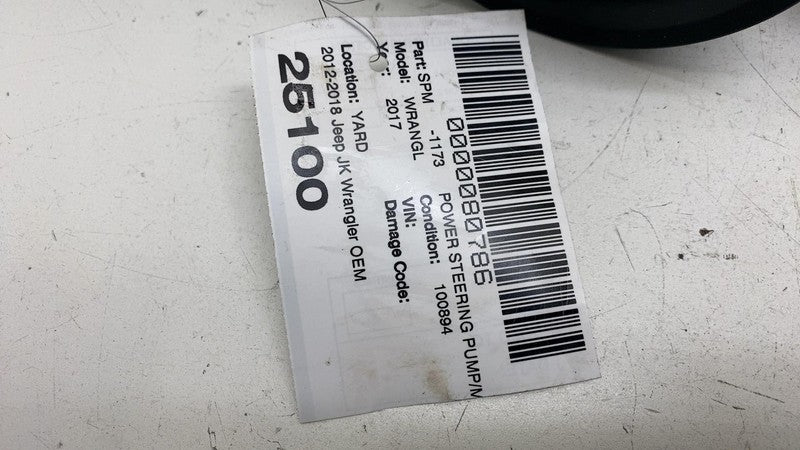 0000080786
Part: SPM -1173 POWER STEERING PUMP/M
Model: WRANGL Condition: 100894
Year: 2017 VIN:
Damage Code:
Location: YARD
2012-2018 Jeep JK Wrangler OEM
25100